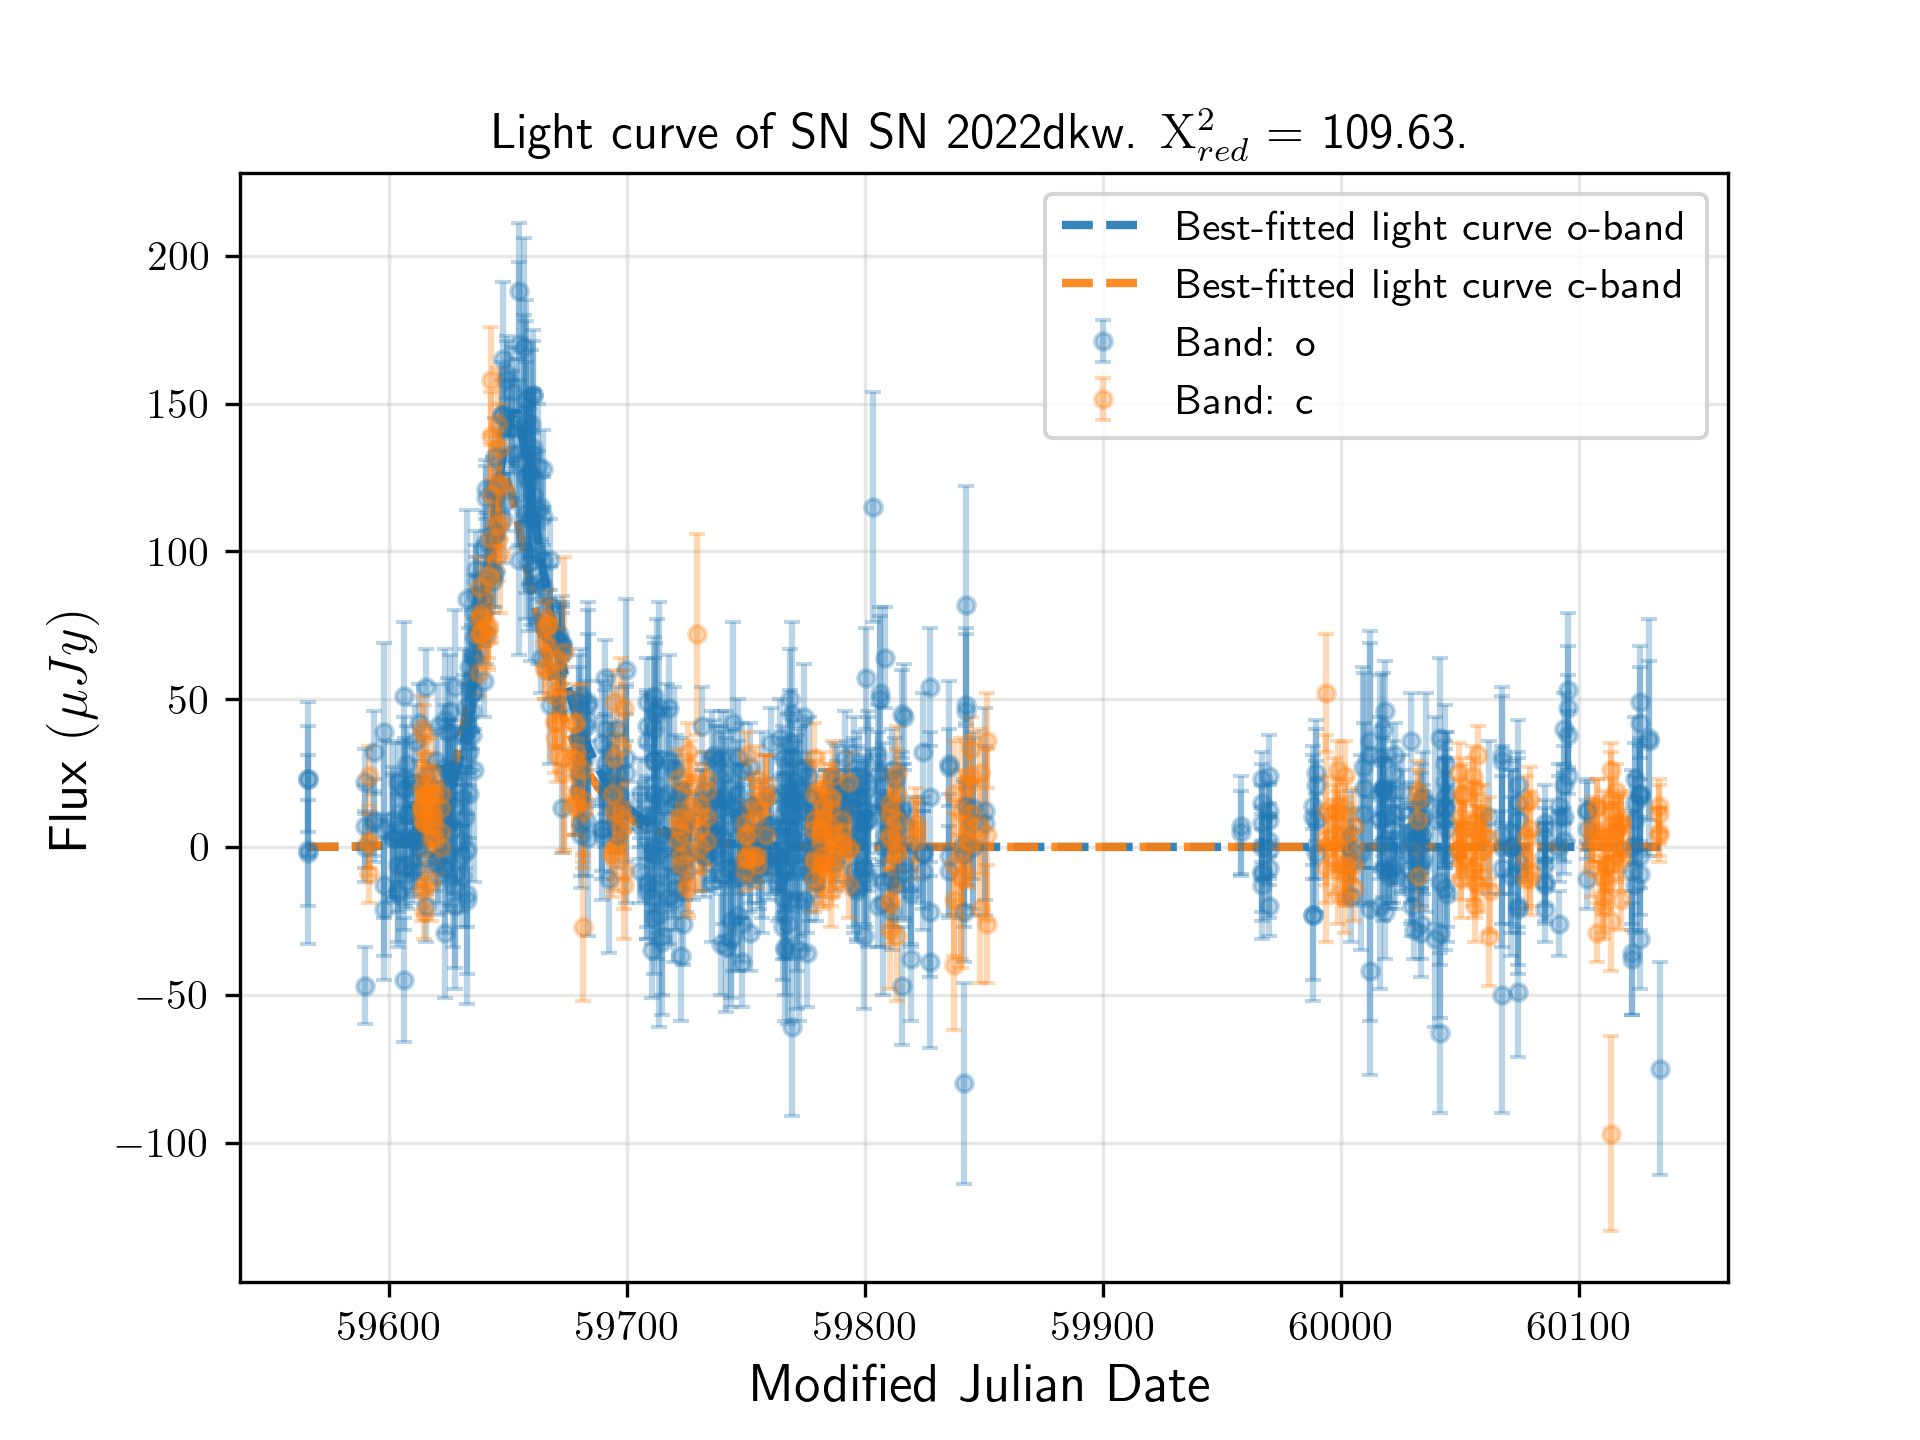 Light curve of SN SN 2022dkw. X²_red = 109.63.
Best-fitted light curve o-band
Best-fitted light curve c-band
Band: o
Band: c
Flux (μJy)
200
150
100
50
0
−50
−100
59600 59700 59800 59900 60000 60100
Modified Julian Date